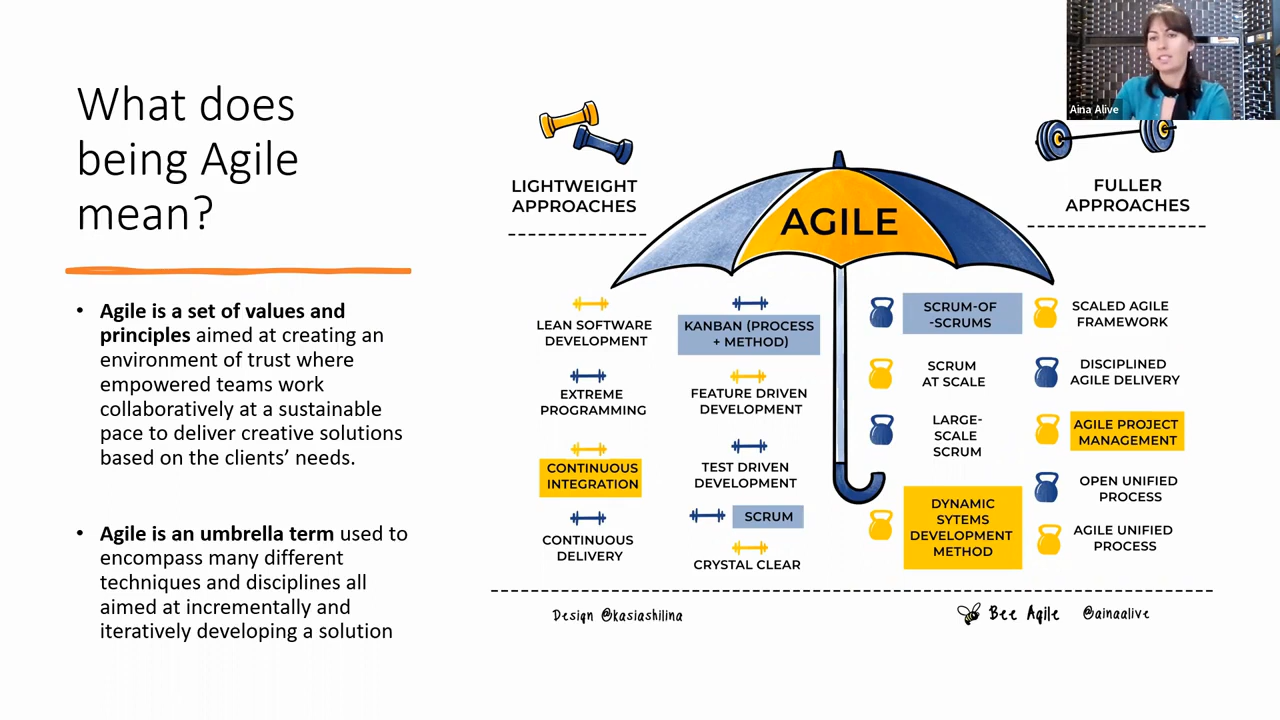 What does
being Agile
mean?
• Agile is a set of values and
principles aimed at creating an
environment of trust where
empowered teams work
collaboratively at a sustainable
pace to deliver creative solutions
based on the clients’ needs.
• Agile is an umbrella term used to
encompass many different
techniques and disciplines all
aimed at incrementally and
iteratively developing a solution
Aina Alive
AGILE
LIGHTWEIGHT
APPROACHES
LEAN SOFTWARE
DEVELOPMENT
EXTREME
PROGRAMMING
CONTINUOUS
INTEGRATION
CONTINUOUS
DELIVERY
KANBAN (PROCESS
+ METHOD)
FEATURE DRIVEN
DEVELOPMENT
TEST DRIVEN
DEVELOPMENT
SCRUM
CRYSTAL CLEAR
FULLER
APPROACHES
SCRUM-OF
-SCRUMS
SCRUM
AT SCALE
LARGE-
SCALE
SCRUM
DYNAMIC
SYTEMS
DEVELOPMENT
METHOD
SCALED AGILE
FRAMEWORK
DISCIPLINED
AGILE DELIVERY
AGILE PROJECT
MANAGEMENT
OPEN UNIFIED
PROCESS
AGILE UNIFIED
PROCESS
Design @kasiashilina
Bee Agile @ainaalive